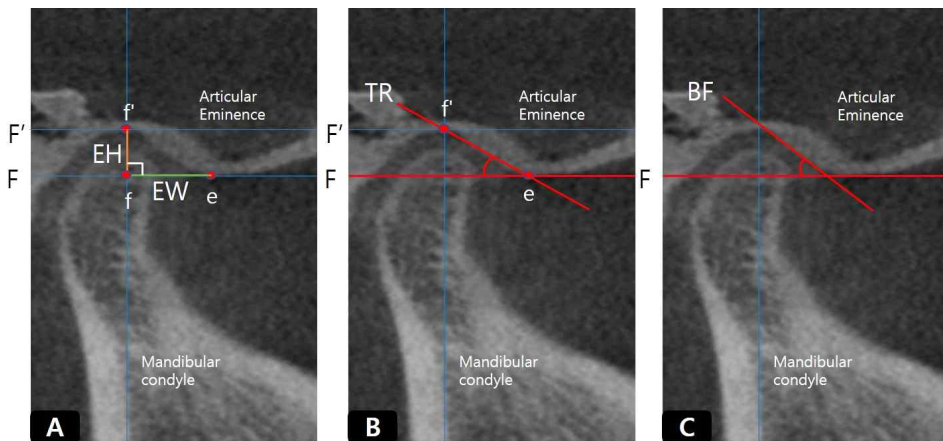 Articular
Eminence
f'
F'
EH
F
EW
f
e
Mandibular
condyle
A
TR
f'
Articular
Eminence
F
e
Mandibular
condyle
B
BF
Articular
Eminence
F
Mandibular
condyle
C